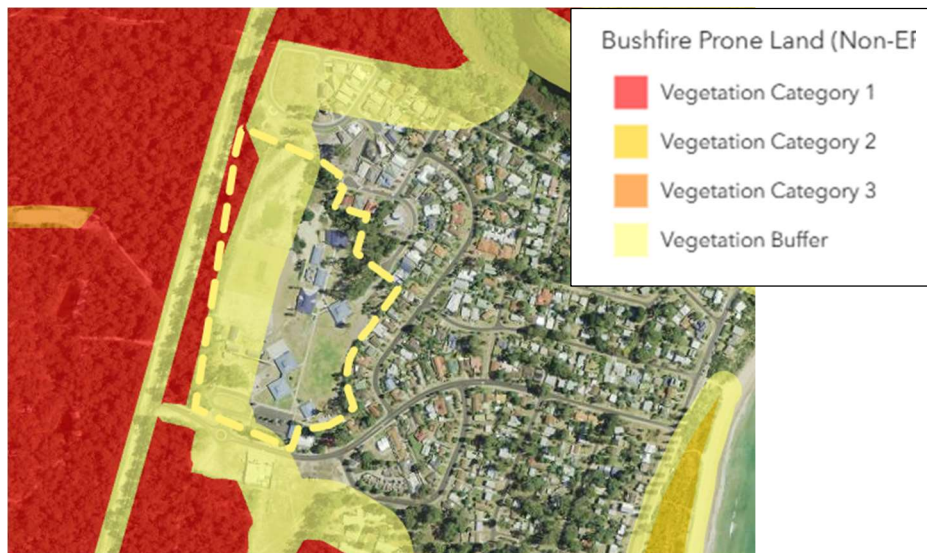 Bushfire Prone Land (Non-EF
Vegetation Category 1
Vegetation Category 2
Vegetation Category 3
Vegetation Buffer